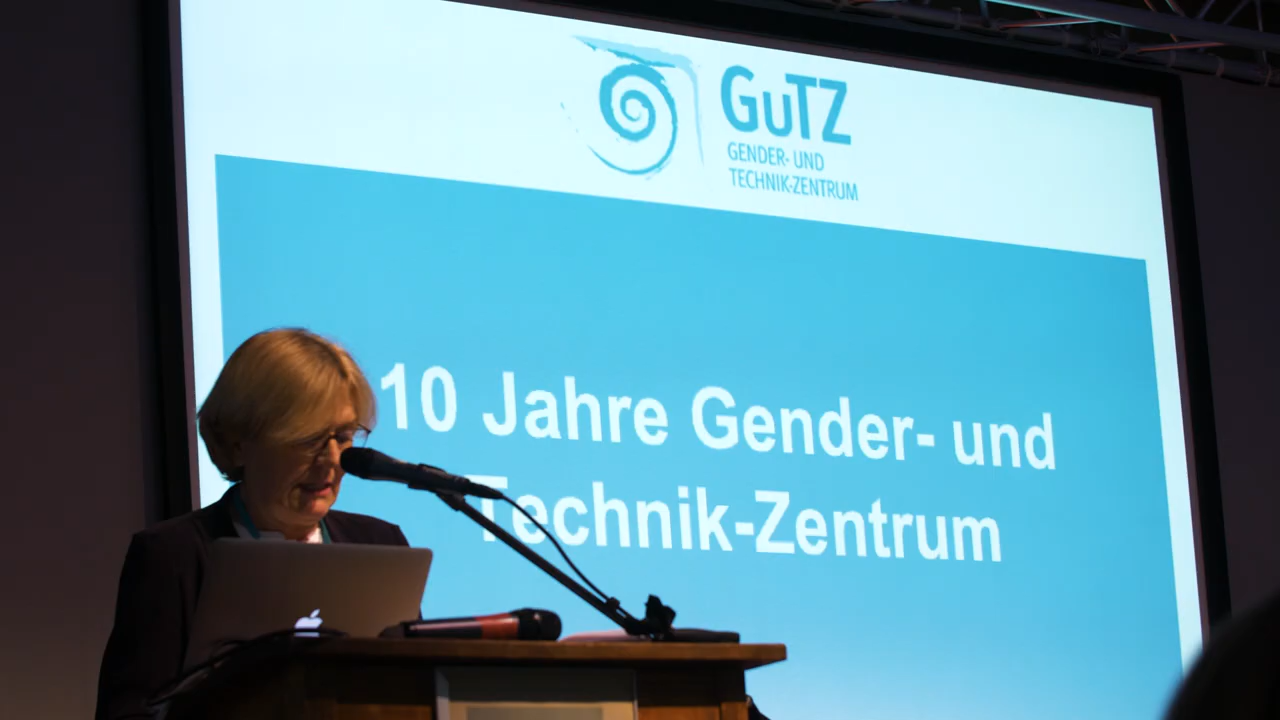 GuTZ
GENDER- UND
TECHNIK-ZENTRUM
10 Jahre Gender- und
Technik-Zentrum